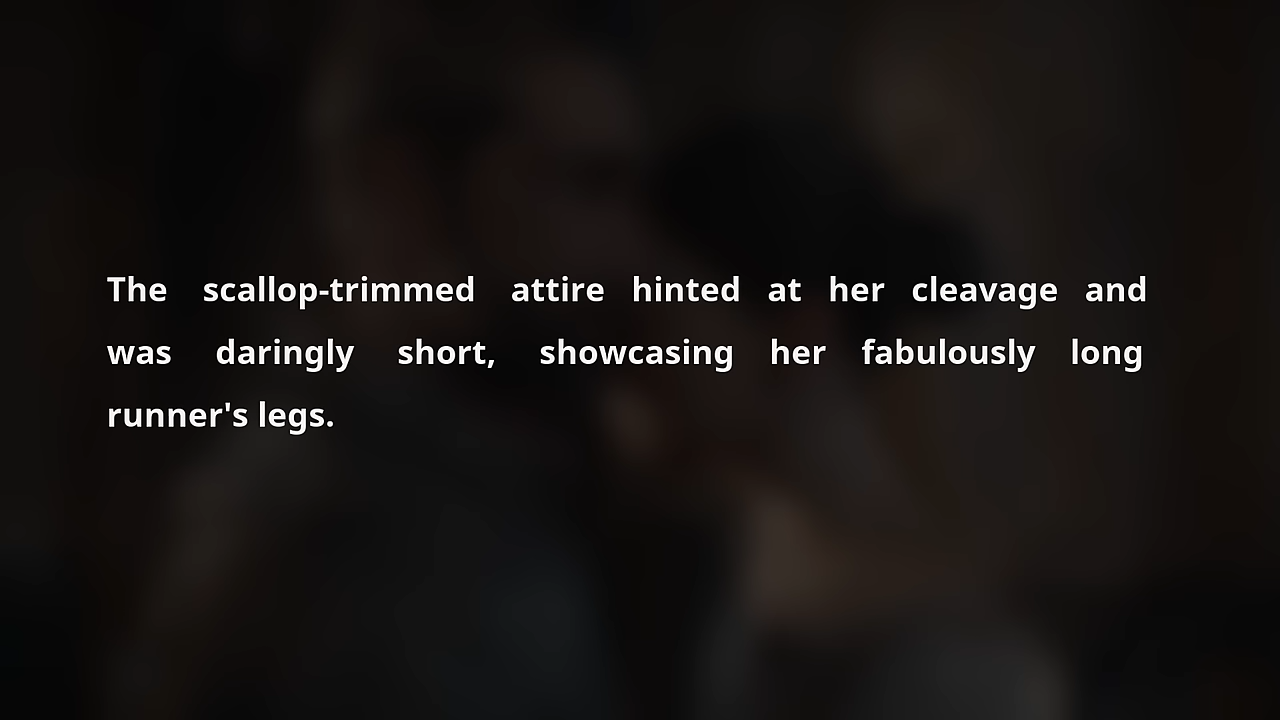 The scallop-trimmed attire hinted at her cleavage and
was daringly short, showcasing her fabulously long
runner's legs.